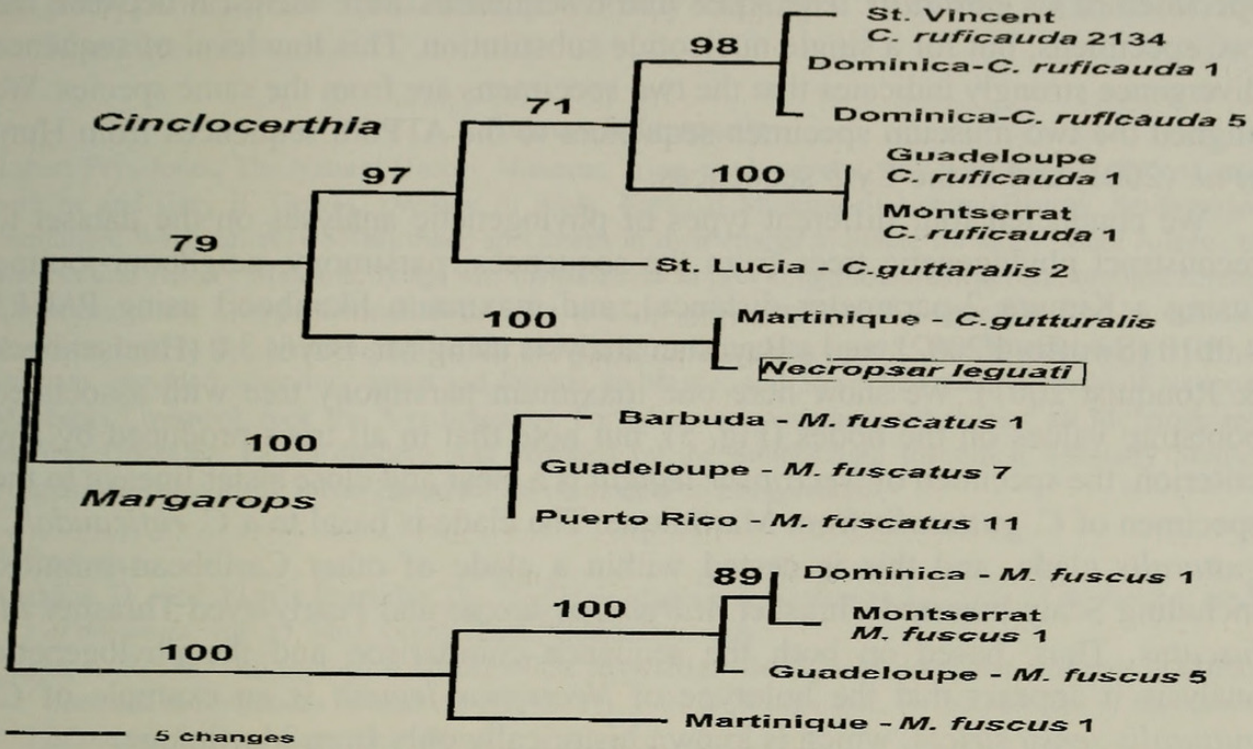 St. Vincent
C. ruficauda 2134
98
Dominica-C. ruficauda 1
71
Cinclocerthia
Dominica-C. ruficauda 5
Guadeloupe
C. ruficauda 1
97
100
Montserrat
C. ruficauda 1
79
St. Lucia - C.guttaralis 2
100
Martinique - C.gutturalis
Necropsar leguati
Barbuda - M. fuscatus 1
100
Guadeloupe - M. fuscatus 7
Margarops
Puerto Rico - M. fuscatus 11
89
Dominica - M. fuscus 1
100
Montserrat
M. fuscus 1
100
Guadeloupe - M. fuscus 5
Martinique - M. fuscus 1
5 changes